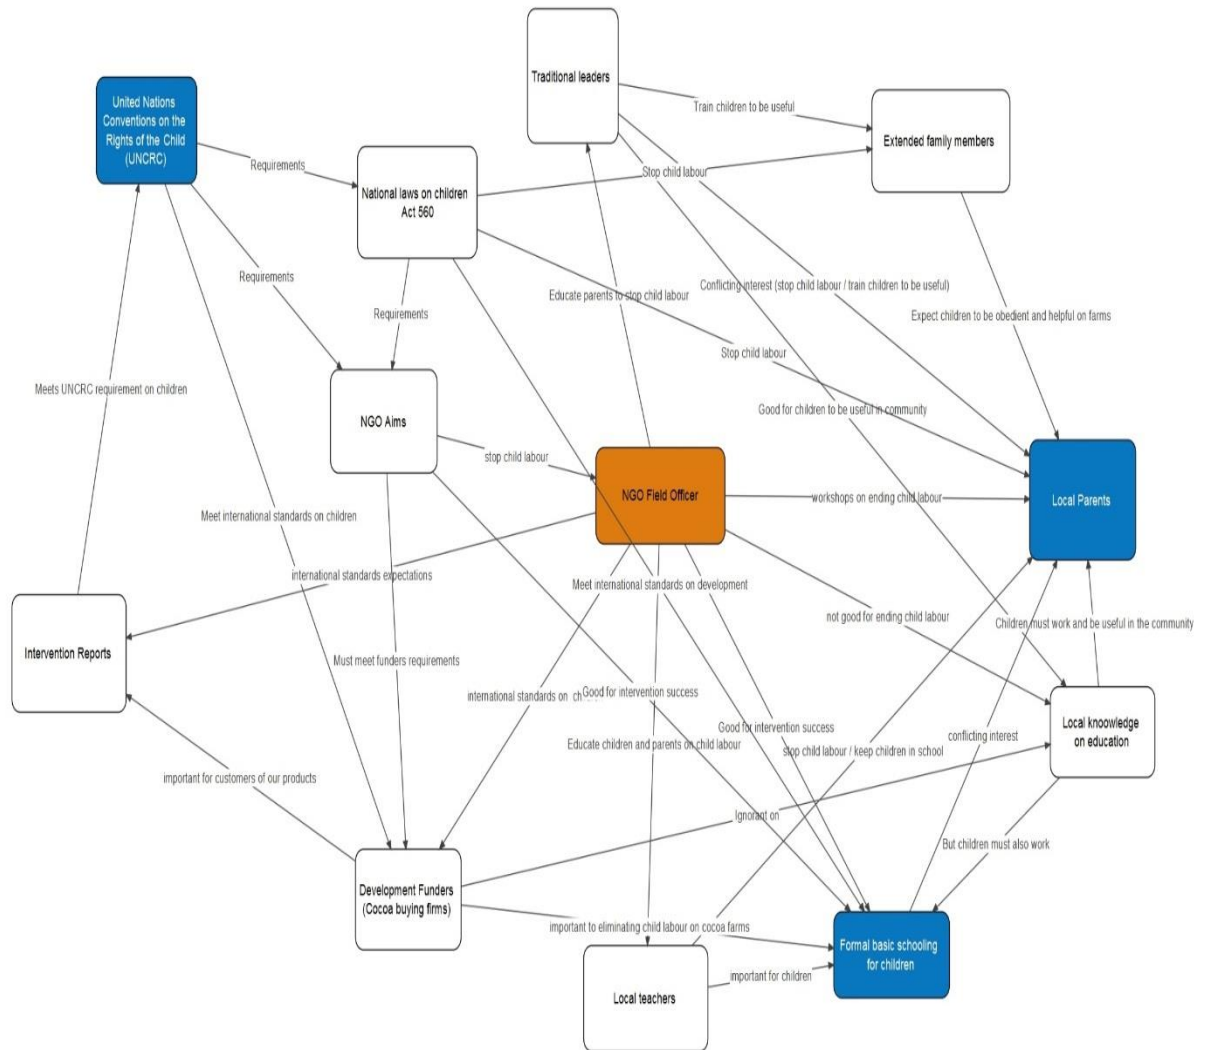 Traditional leaders
United Nations
Conventions on the
Rights of the Child
(UNCRC)
Train children to be useful
Extended family members
Requirements
Stop child labour
National laws on children
Act 560
Requirements
Educate parents to stop child labour
Conflicting interest (stop child labour / train children to be useful)
Requirements
Expect children to be obedient and helpful on farms
Stop child labour
Meets UNCRC requirement on children
Good for children to be useful in community
NGO Aims
stop child labour
NGO Field Officer
workshops on ending child labour
Local Parents
Meet international standards on children
international standards expectations
Meet international standards on development
not good for ending child labour
Children must work and be useful in the community
Intervention Reports
Must meet funders requirements
international standards on
Good for intervention success
Good for intervention success
Local knoowledge
on education
Educate children and parents on child labour
stop child labour / keep children in school
conflicting interest
important for customers of our products
Ignorant on
But children must also work
Development Funders
(Cocoa buying firms)
important to eliminating child labour on cocoa farms
Formal basic schooling
for children
important for children
Local teachers